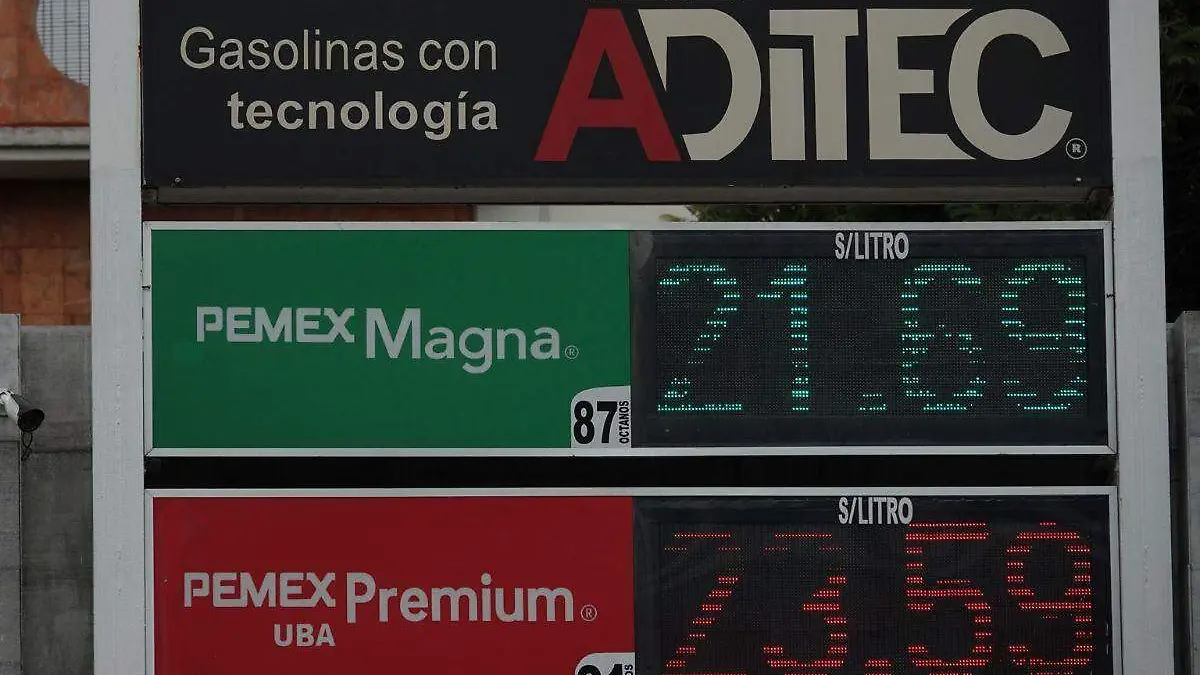 Gasolinas con
tecnología
ADiTEC®
PEMEX Magna®
87 OCTANOS
S/LITRO
21.69
PEMEX Premium®
UBA
S/LITRO
23.59